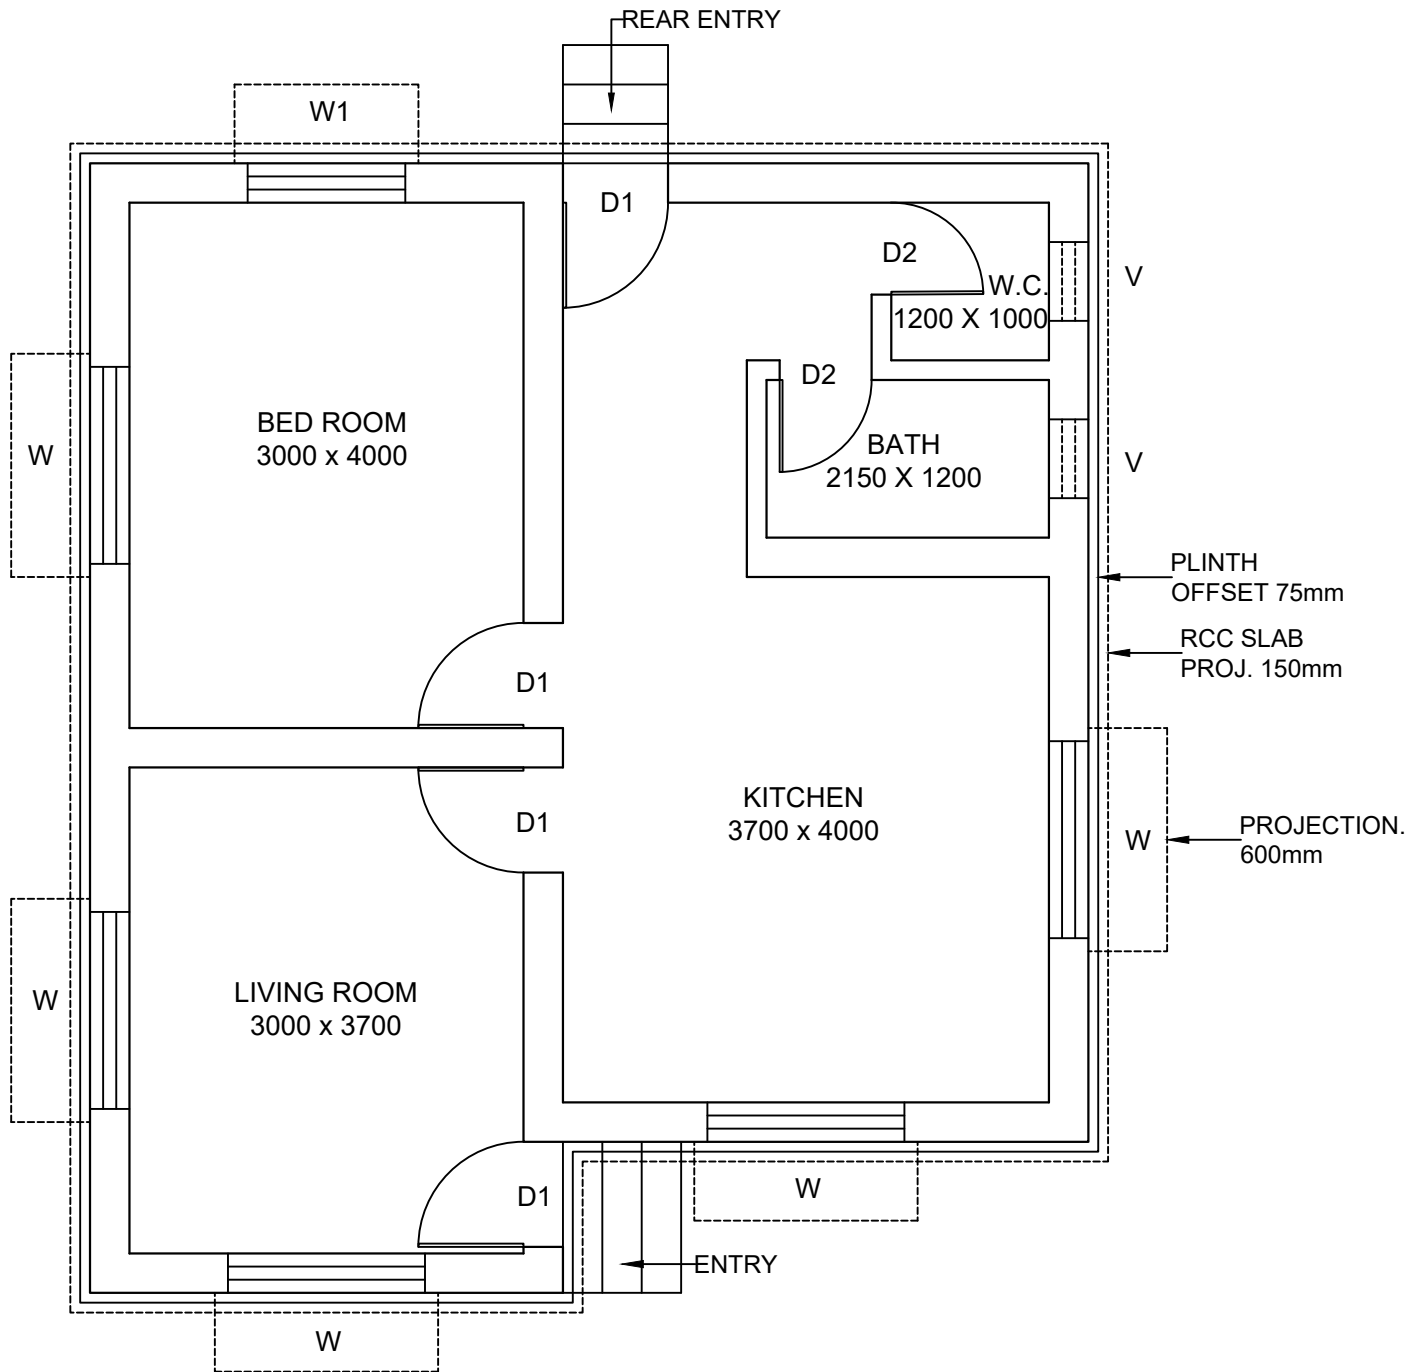 REAR ENTRY
W1
D1
D2
W.C.
1200 X 1000
V
D2
BED ROOM
3000 x 4000
W
BATH
2150 X 1200
V
PLINTH
OFFSET 75mm
RCC SLAB
PROJ. 150mm
D1
D1
KITCHEN
3700 x 4000
W
PROJECTION.
600mm
LIVING ROOM
3000 x 3700
W
D1
W
ENTRY
W